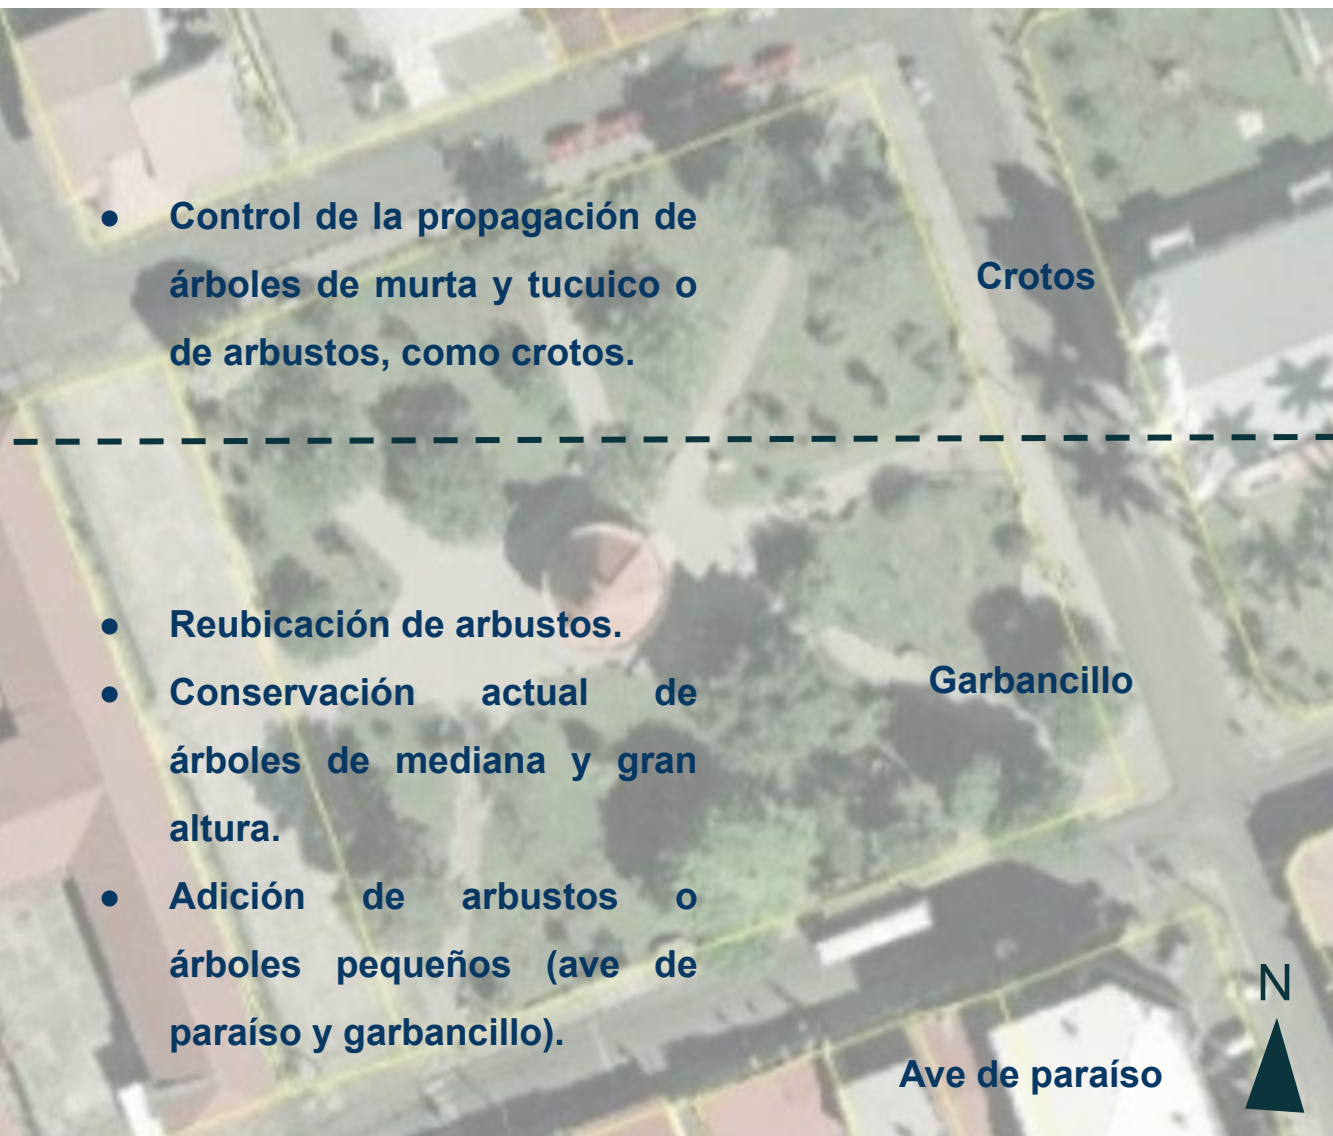 ● Control de la propagación de
árboles de murta y tucuico o
de arbustos, como crotos.
Crotos
● Reubicación de arbustos.
● Conservación actual de
árboles de mediana y gran
altura.
● Adición de arbustos o
árboles pequeños (ave de
paraíso y garbancillo).
Garbancillo
Ave de paraíso
N